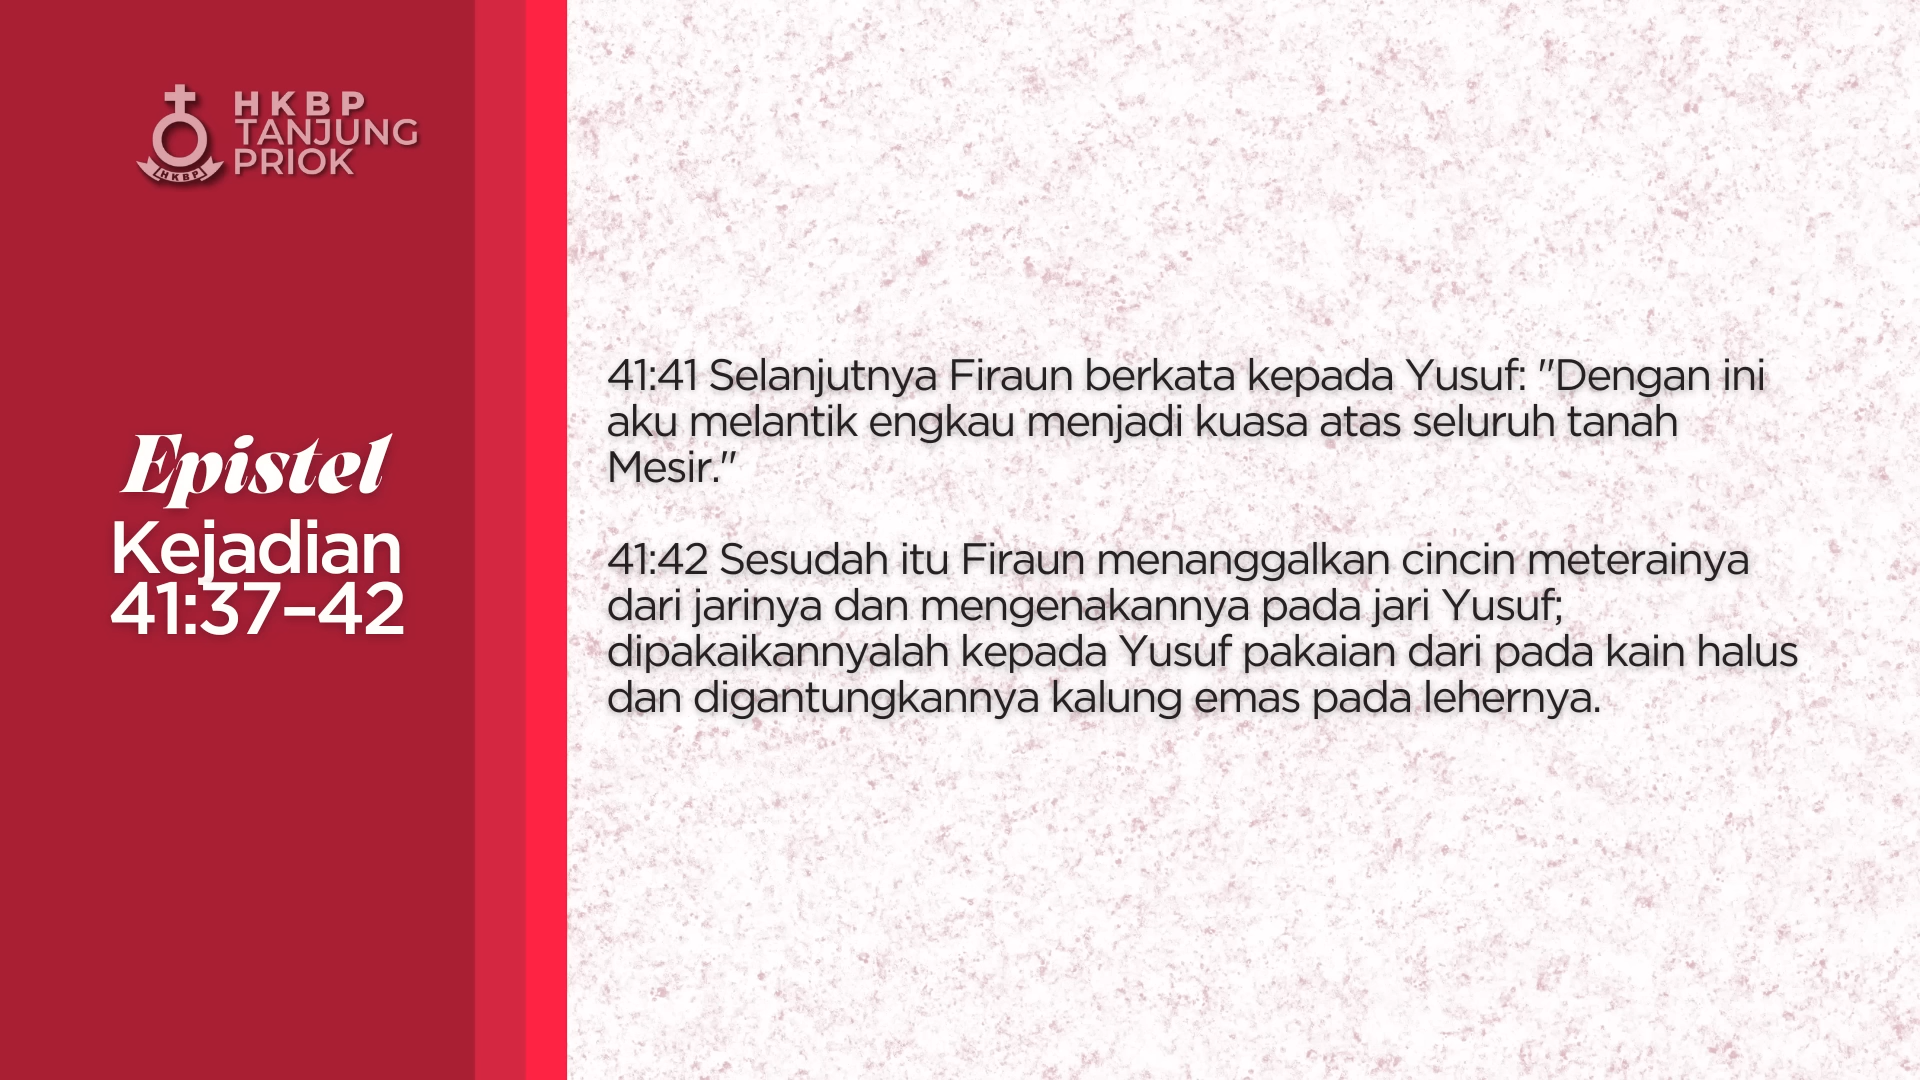 HKBP
TANJUNG
PRIOK
HKBP
Epistel
Kejadian
41:37–42
41:41 Selanjutnya Firaun berkata kepada Yusuf: "Dengan ini
aku melantik engkau menjadi kuasa atas seluruh tanah
Mesir."
41:42 Sesudah itu Firaun menanggalkan cincin meterainya
dari jarinya dan mengenakannya pada jari Yusuf;
dipakaikannyalah kepada Yusuf pakaian dari pada kain halus
dan digantungkannya kalung emas pada lehernya.